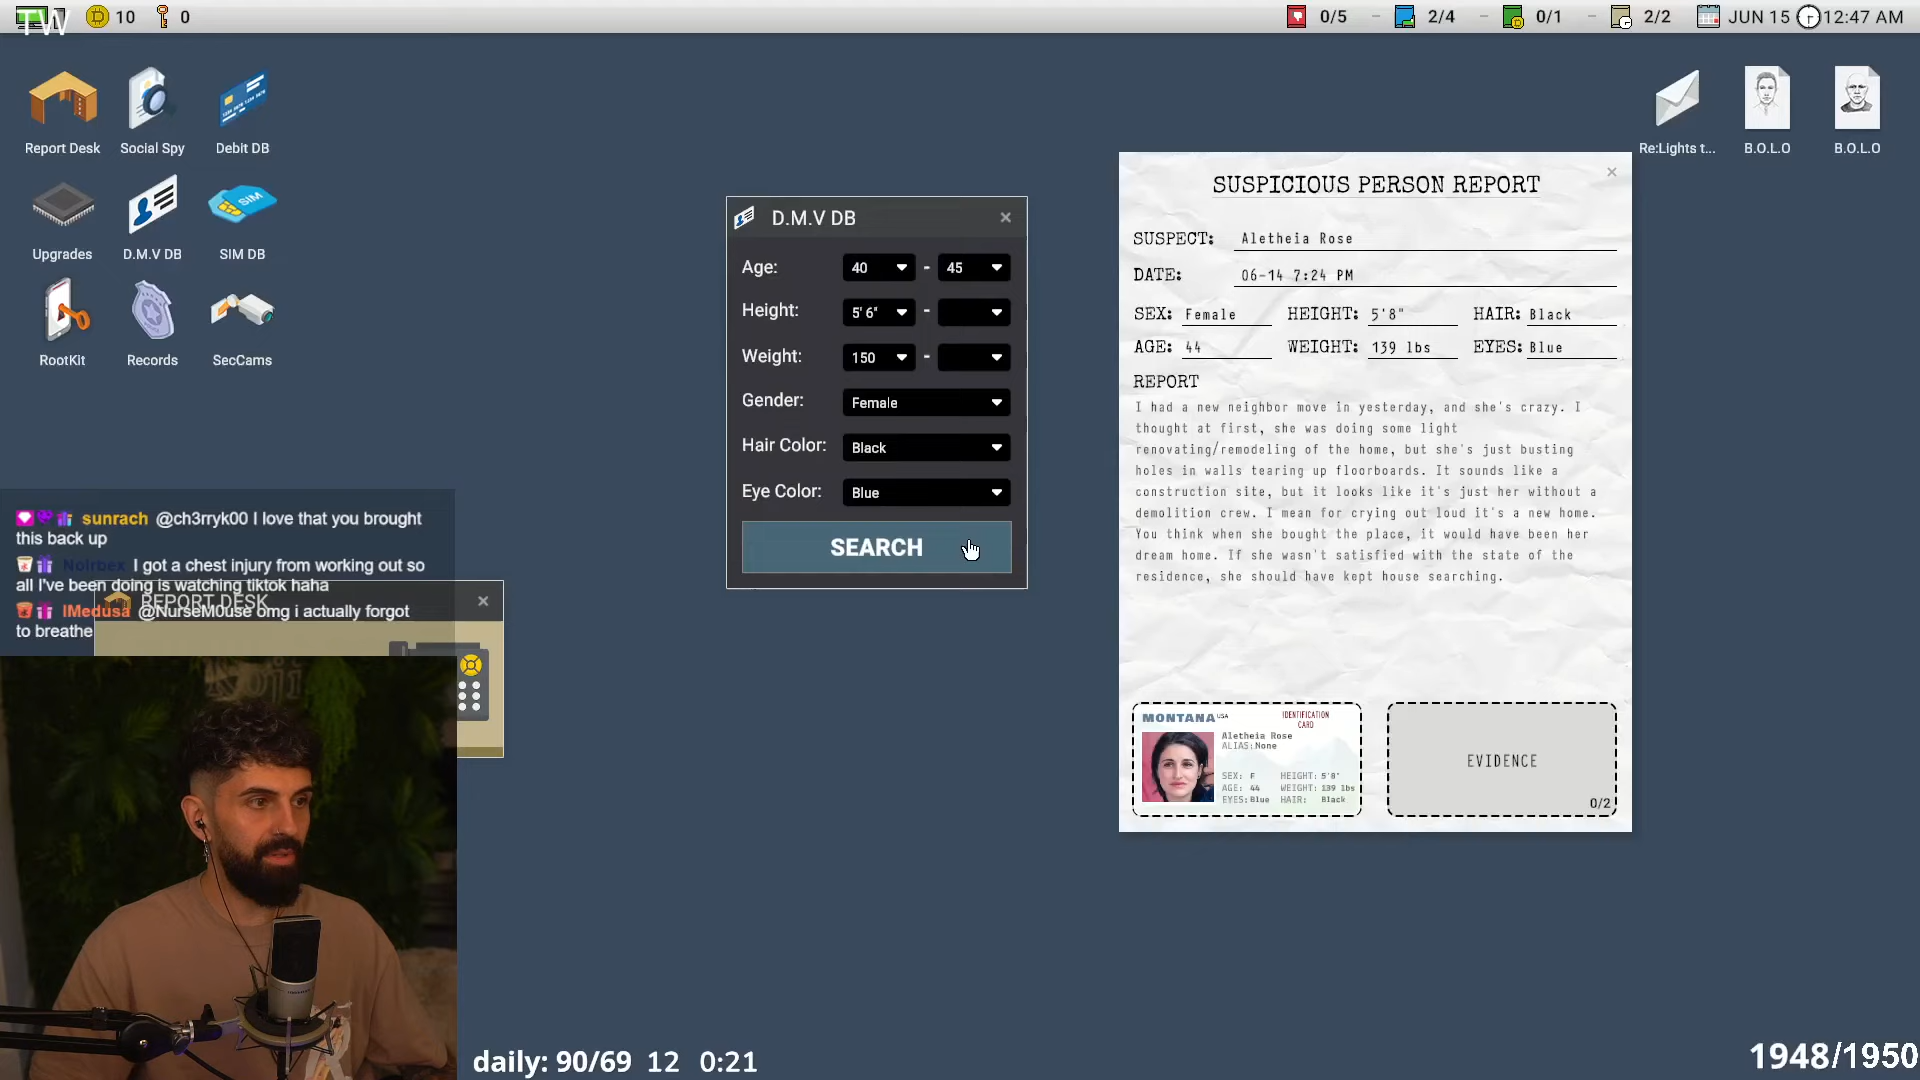 TW
10
0
0/5
2/4
0/1
2/2
JUN 15
12:47 AM
Report Desk
Social Spy
Debit DB
Upgrades
D.M.V DB
SIM DB
RootKit
Records
SecCams
Re:Lights t...
B.O.L.O
B.O.L.O
D.M.V DB
Age: 40 - 45
Height: 5' 6" -
Weight: 150 -
Gender: Female
Hair Color: Black
Eye Color: Blue
SEARCH
SUSPICIOUS PERSON REPORT
SUSPECT: Aletheia Rose
DATE: 06-14 7:24 PM
SEX: Female HEIGHT: 5'8" HAIR: Black
AGE: 44 WEIGHT: 139 lbs EYES: Blue
REPORT
I had a new neighbor move in yesterday, and she's crazy. I
thought at first, she was doing some light
renovating/remodeling of the home, but she's just busting
holes in walls tearing up floorboards. It sounds like a
construction site, but it looks like it's just her without a
demolition crew. I mean for crying out loud it's a new home.
You think when she bought the place, it would have been her
dream home. If she wasn't satisfied with the state of the
residence, she should have kept house searching.
MONTANA USA IDENTIFICATION
CARD
Aletheia Rose
ALIAS: None
SEX: F HEIGHT: 5'8"
AGE: 44 WEIGHT: 139 lbs
EYES: Blue HAIR: Black
EVIDENCE
0/2
sunrach @ch3rryk00 I love that you brought
this back up
Noirbex I got a chest injury from working out so
all I've been doing is watching tiktok haha
REPORT DESK
IMedusa @NurseM0use omg i actually forgot
to breathe
daily: 90/69 12 0:21
1948/1950